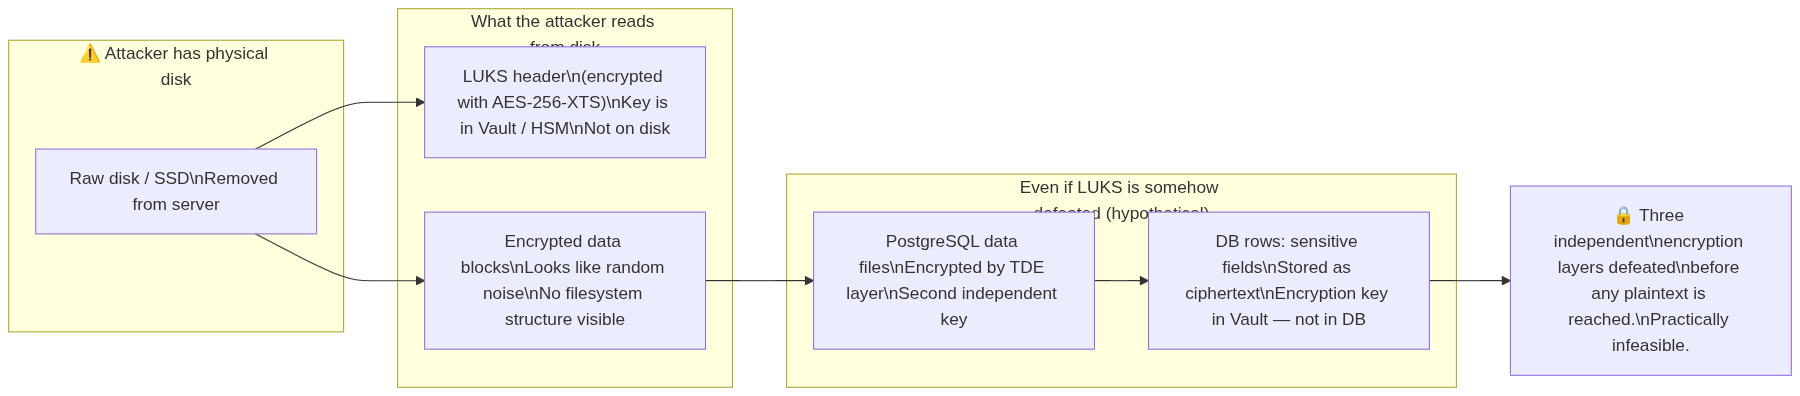 ⚠️ Attacker has physical
disk
Raw disk / SSD\nRemoved
from server
What the attacker reads
from disk
LUKS header\n(encrypted
with AES-256-XTS)\nKey is
in Vault / HSM\nNot on disk
Encrypted data
blocks\nLooks like random
noise\nNo filesystem
structure visible
Even if LUKS is somehow
defeated (hypothetical)
PostgreSQL data
files\nEncrypted by TDE
layer\nSecond independent
key
DB rows: sensitive
fields\nStored as
ciphertext\nEncryption key
in Vault — not in DB
🔒 Three
independent\nencryption
layers defeated\nbefore
any plaintext is
reached.\nPractically
infeasible.